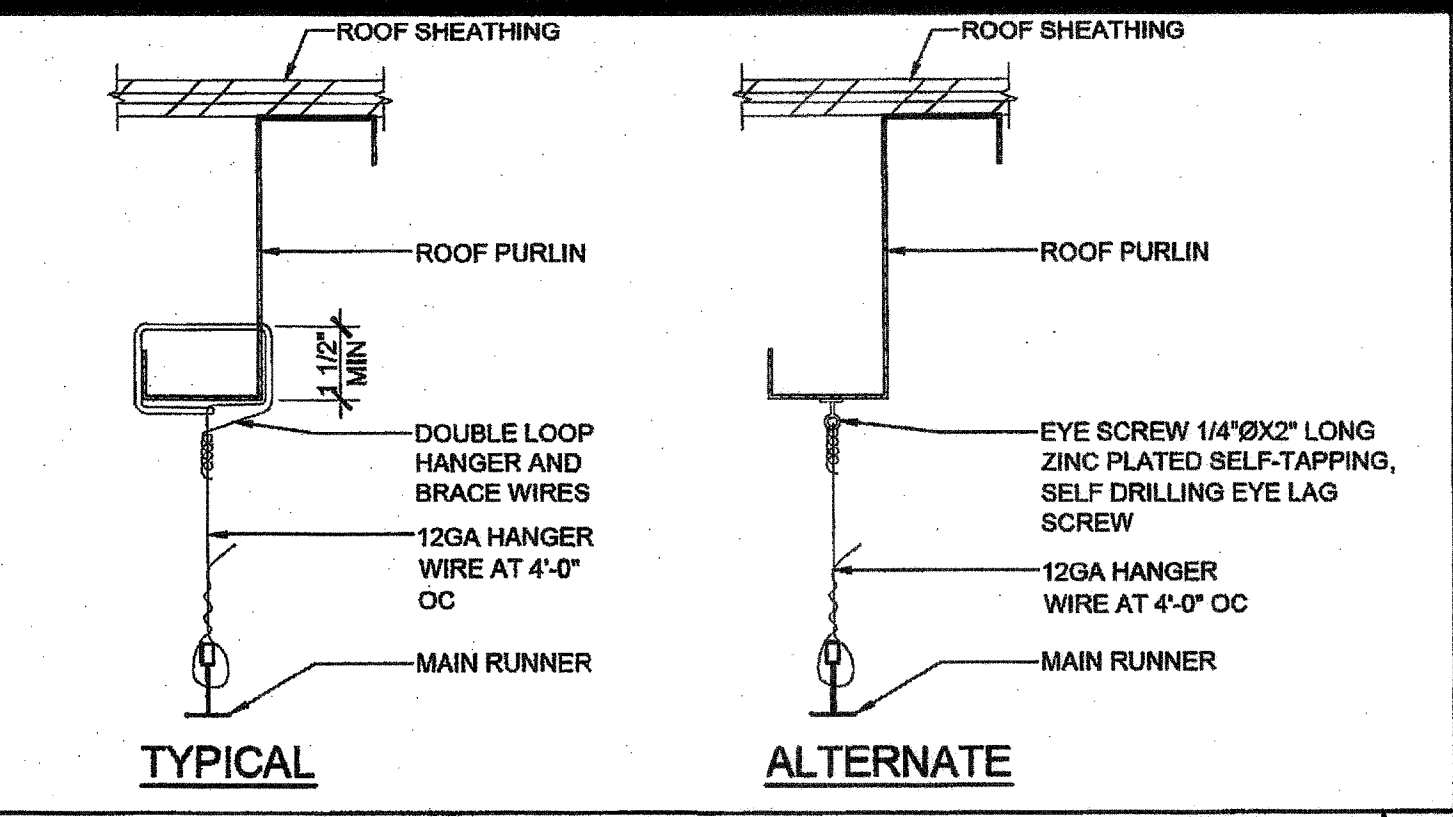 ROOF SHEATHING
ROOF PURLIN
1 1/2"
MIN
DOUBLE LOOP
HANGER AND
BRACE WIRES
12GA HANGER
WIRE AT 4'-0"
OC
MAIN RUNNER
TYPICAL
ROOF SHEATHING
ROOF PURLIN
EYE SCREW 1/4"ØX2" LONG
ZINC PLATED SELF-TAPPING,
SELF DRILLING EYE LAG
SCREW
12GA HANGER
WIRE AT 4'-0" OC
MAIN RUNNER
ALTERNATE